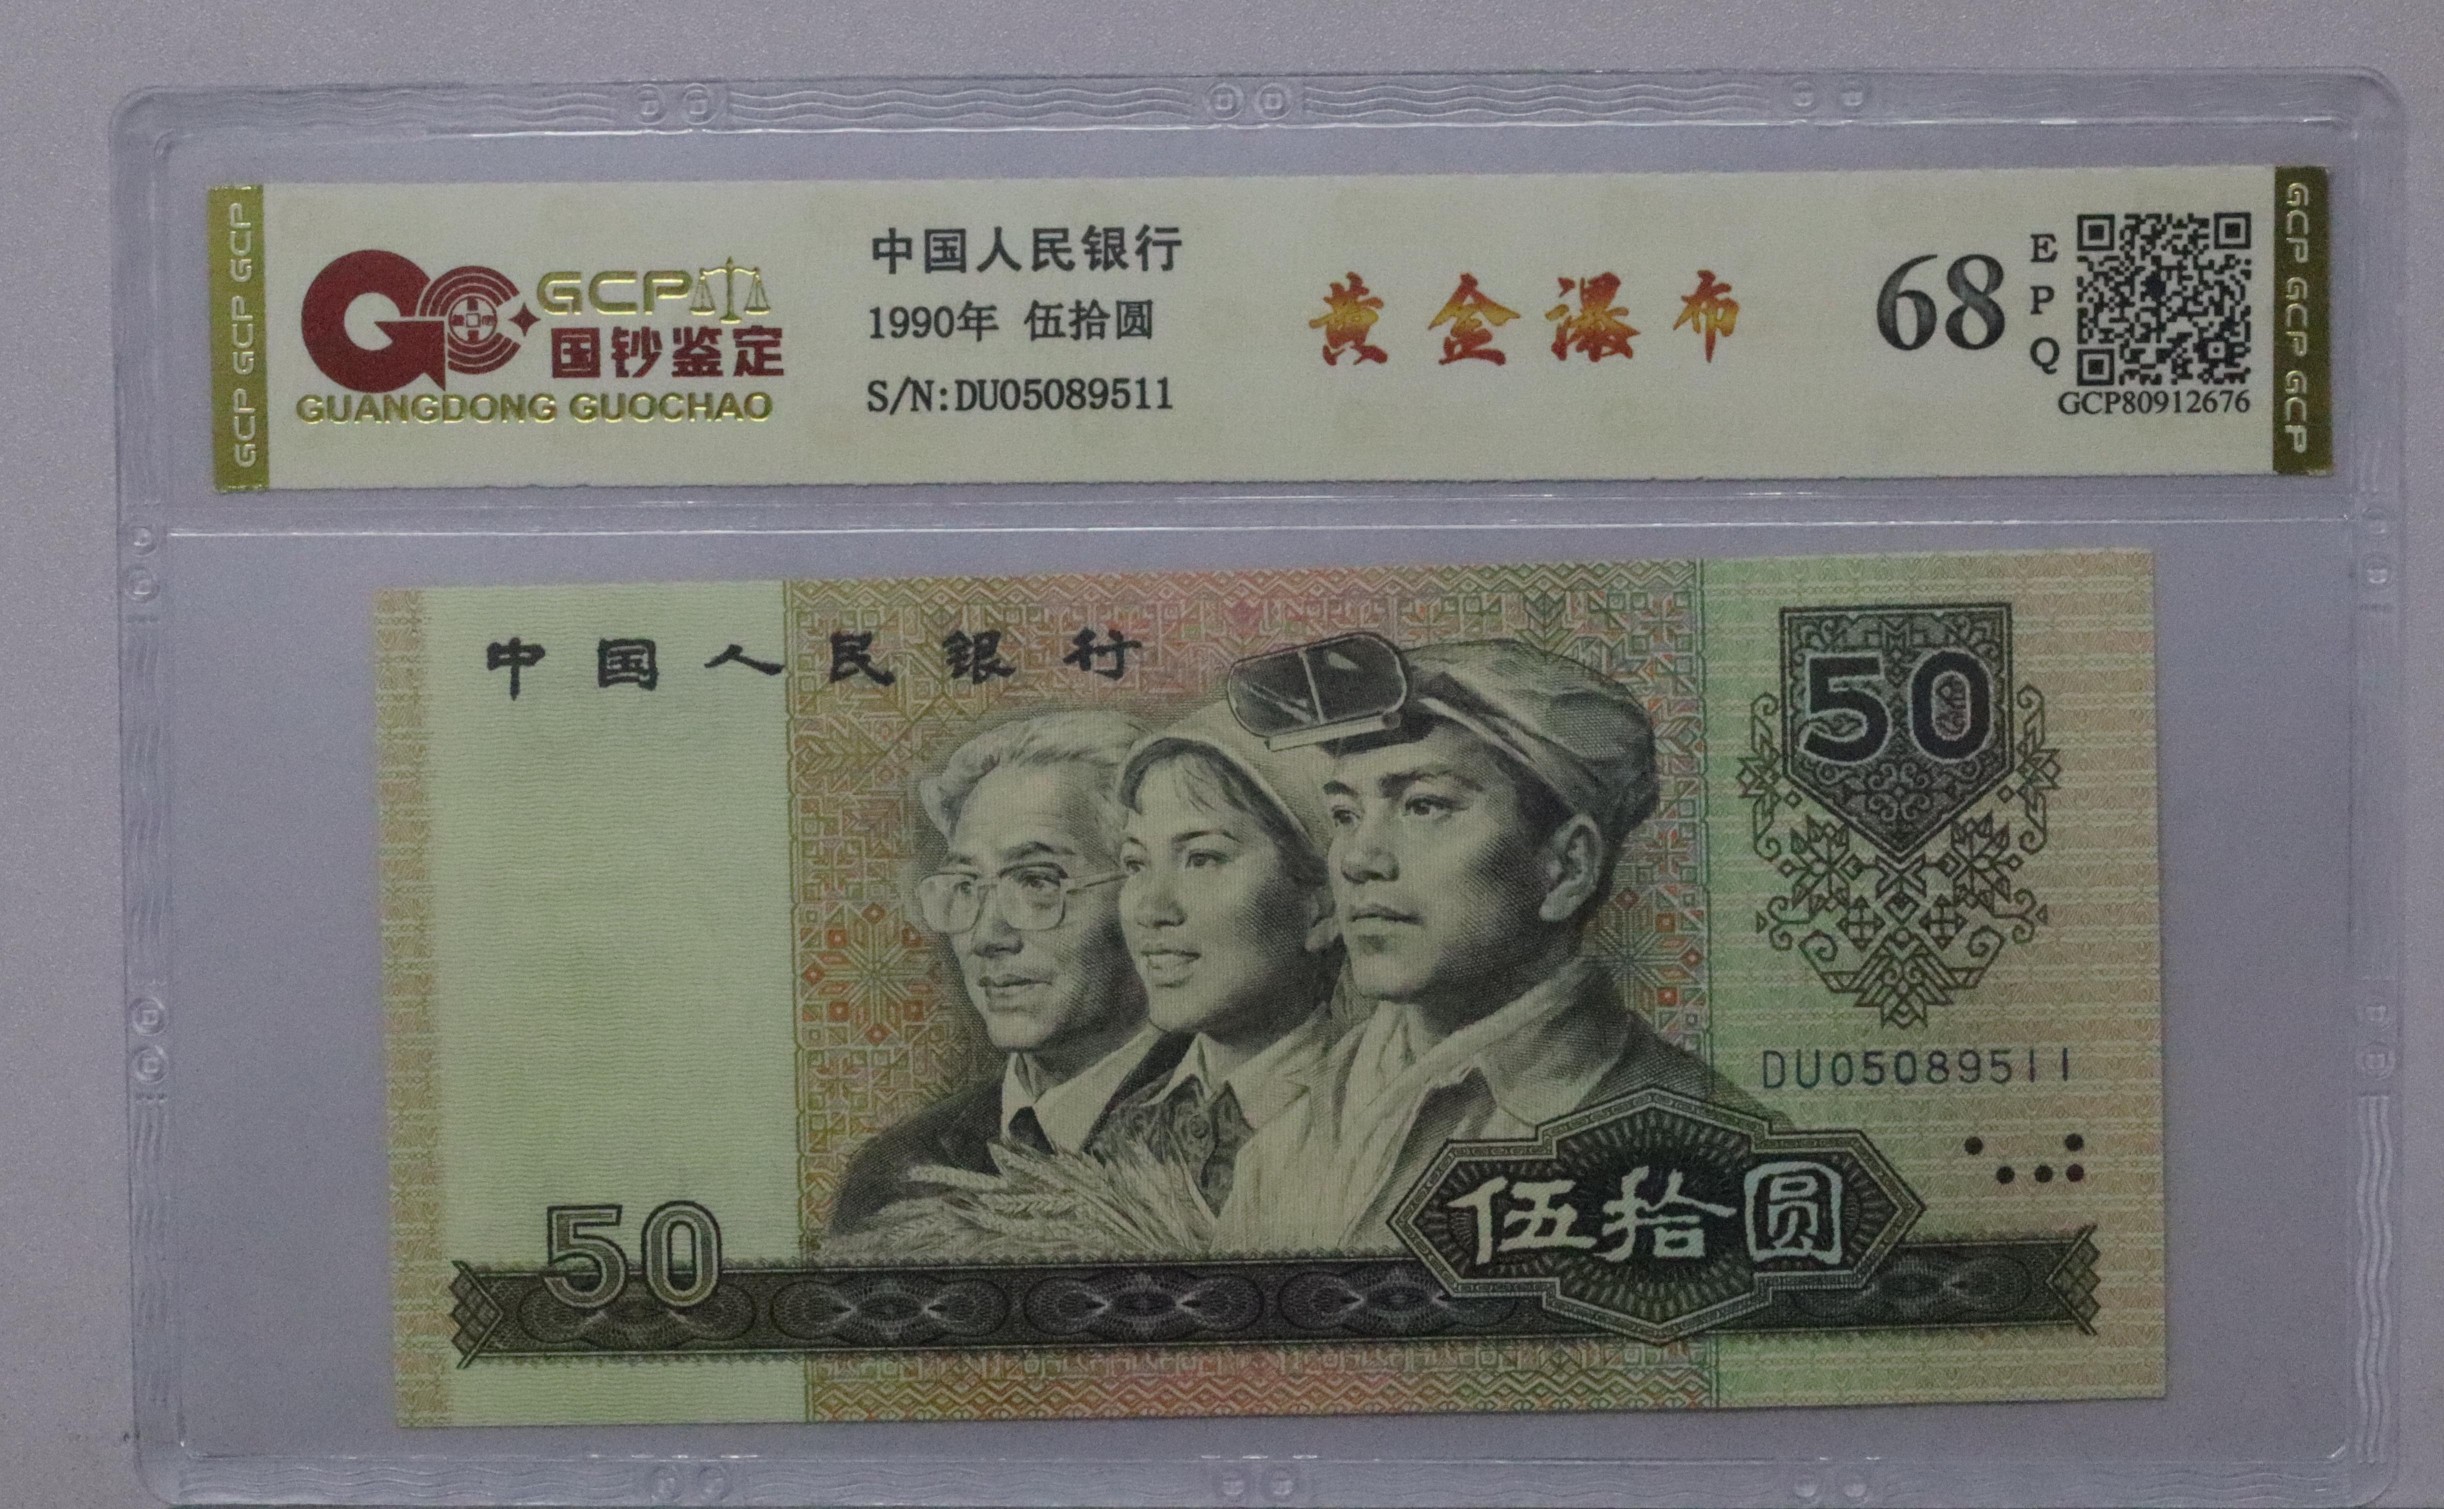 GCP GCP GCP
GCP
国钞鉴定
GUANGDONG GUOCHAO
中国人民银行
1990年 伍拾圆
S/N:DU05089511
黄金瀑布
68
EPQ
GCP80912676
GCP GCP GCP
中国人民银行
50
DU05089511
伍拾圆
50